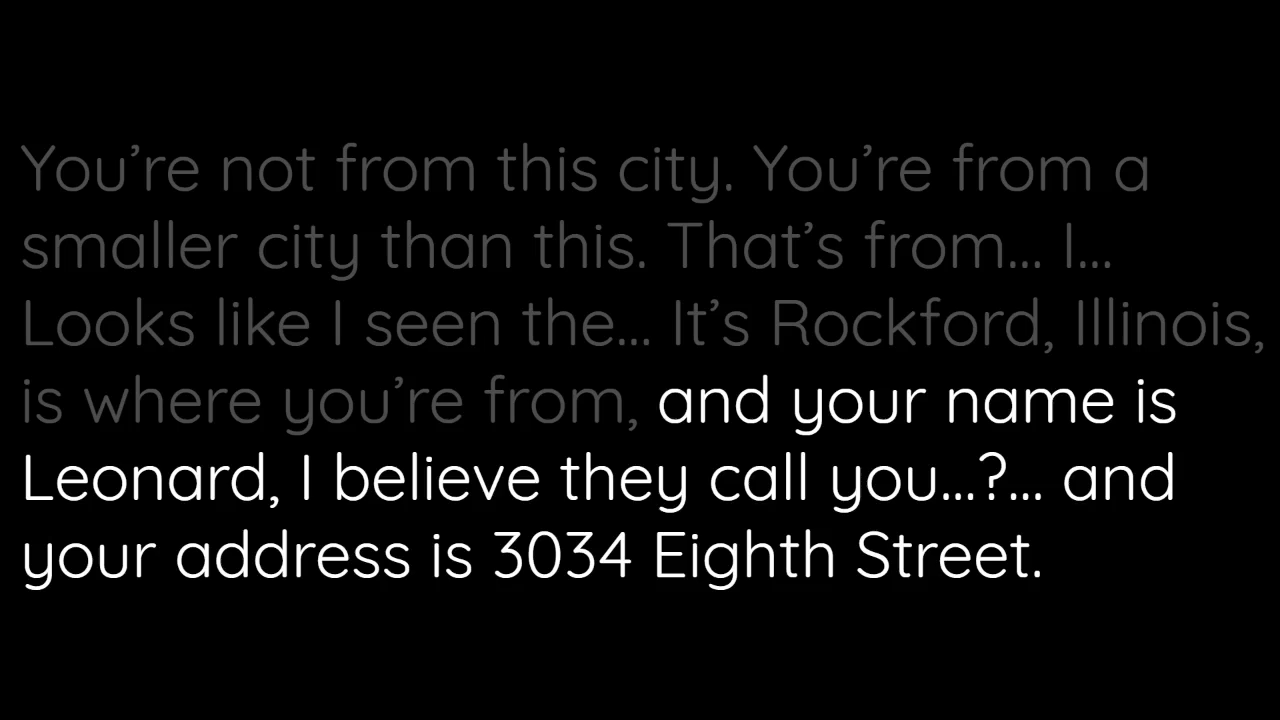 You’re not from this city. You’re from a
smaller city than this. That’s from... I...
Looks like I seen the... It’s Rockford, Illinois,
is where you’re from, and your name is
Leonard, I believe they call you...?... and
your address is 3034 Eighth Street.